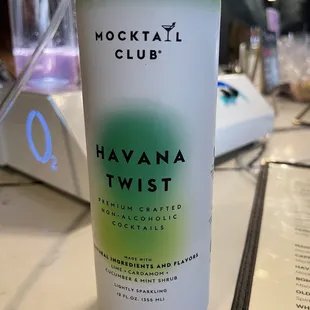 MOCKTAIL
CLUB®
HAVANA
TWIST
PREMIUM CRAFTED
NON-ALCOHOLIC
COCKTAILS
MADE WITH
INGREDIENTS AND FLAVORS
LIME • CARDAMOM •
CUCUMBER & MINT SHRUB
LIGHTLY SPARKLING
12 FL OZ. (355 ML)
O2